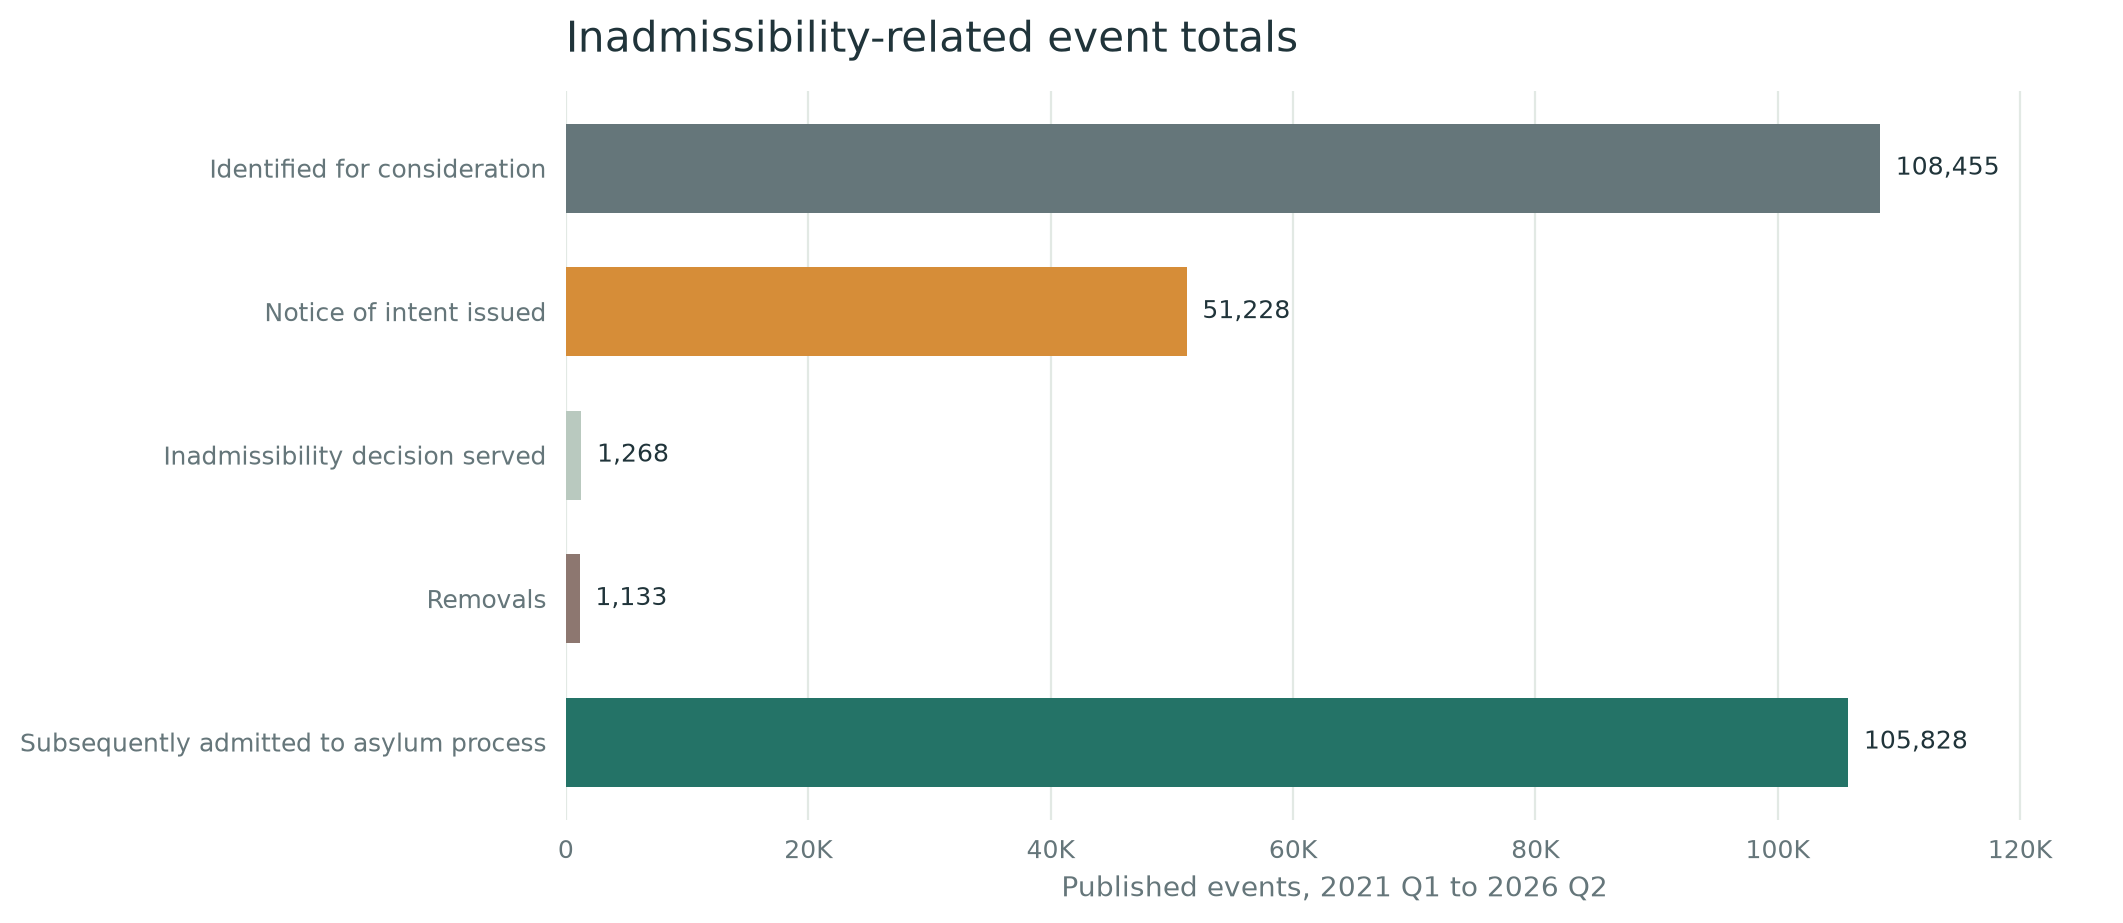 Inadmissibility-related event totals
Identified for consideration
108,455
Notice of intent issued
51,228
Inadmissibility decision served
1,268
Removals
1,133
Subsequently admitted to asylum process
105,828
0 20K 40K 60K 80K 100K 120K
Published events, 2021 Q1 to 2026 Q2